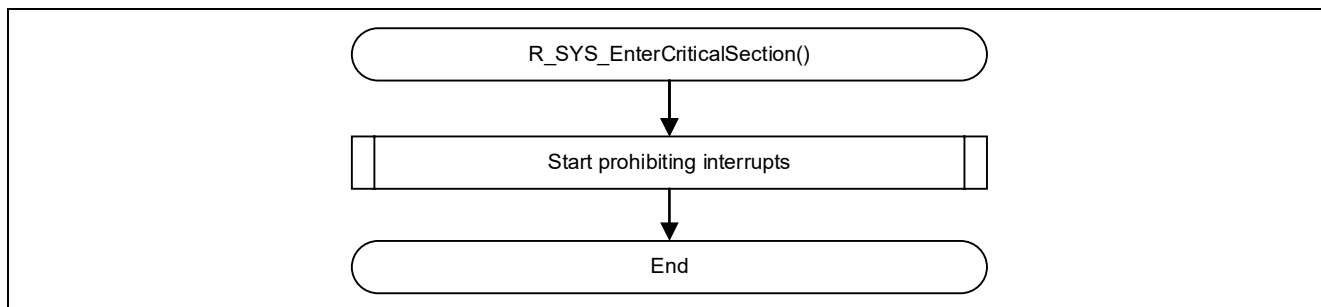 R_SYS_EnterCriticalSection()
Start prohibiting interrupts
End